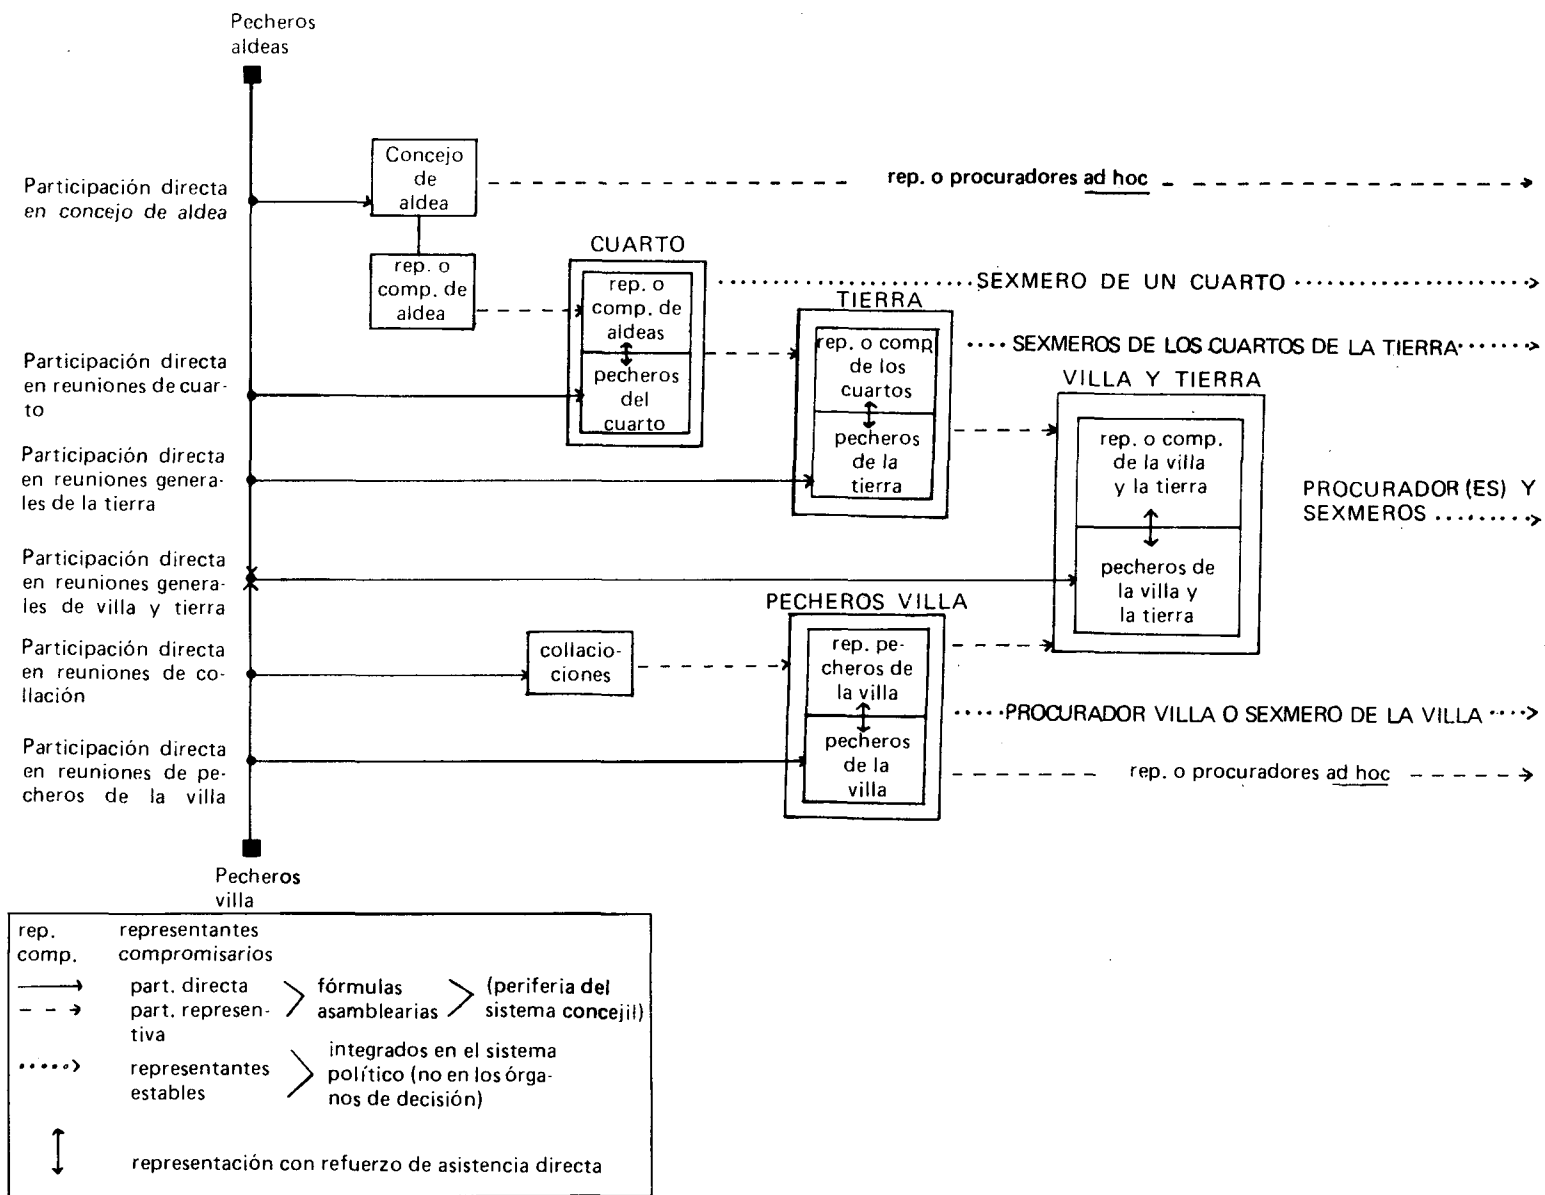 Pecheros
aldeas
Participación directa
en concejo de aldea
Concejo
de
aldea
rep. o procuradores ad hoc
rep. o
comp. de
aldea
CUARTO
rep. o
comp. de
aldeas
pecheros
del
cuarto
SEXMERO DE UN CUARTO
TIERRA
rep. o comp
de los
cuartos
pecheros
de la
tierra
SEXMEROS DE LOS CUARTOS DE LA TIERRA
VILLA Y TIERRA
rep. o comp.
de la villa
y la tierra
pecheros de
la villa y
la tierra
PROCURADOR (ES) Y
SEXMEROS
Participación directa
en reuniones de cuar-
to
Participación directa
en reuniones genera-
les de la tierra
Participación directa
en reuniones genera-
les de villa y tierra
Participación directa
en reuniones de co-
llación
collacio-
ciones
PECHEROS VILLA
rep. pe-
cheros de
la villa
pecheros
de la
villa
PROCURADOR VILLA O SEXMERO DE LA VILLA
rep. o procuradores ad hoc
Participación directa
en reuniones de pe-
cheros de la villa
Pecheros
villa
rep. representantes
comp. compromisarios
part. directa
part. represen-
tiva
fórmulas
asamblearias
(periferia del
sistema concejil)
representantes
estables
integrados en el sistema
político (no en los órga-
nos de decisión)
representación con refuerzo de asistencia directa